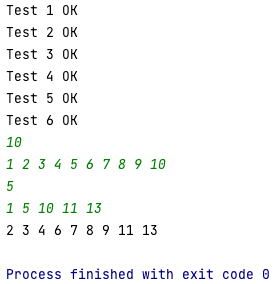 Test 1 OK
Test 2 OK
Test 3 OK
Test 4 OK
Test 5 OK
Test 6 OK
10
1 2 3 4 5 6 7 8 9 10
5
1 5 10 11 13
2 3 4 6 7 8 9 11 13
Process finished with exit code 0